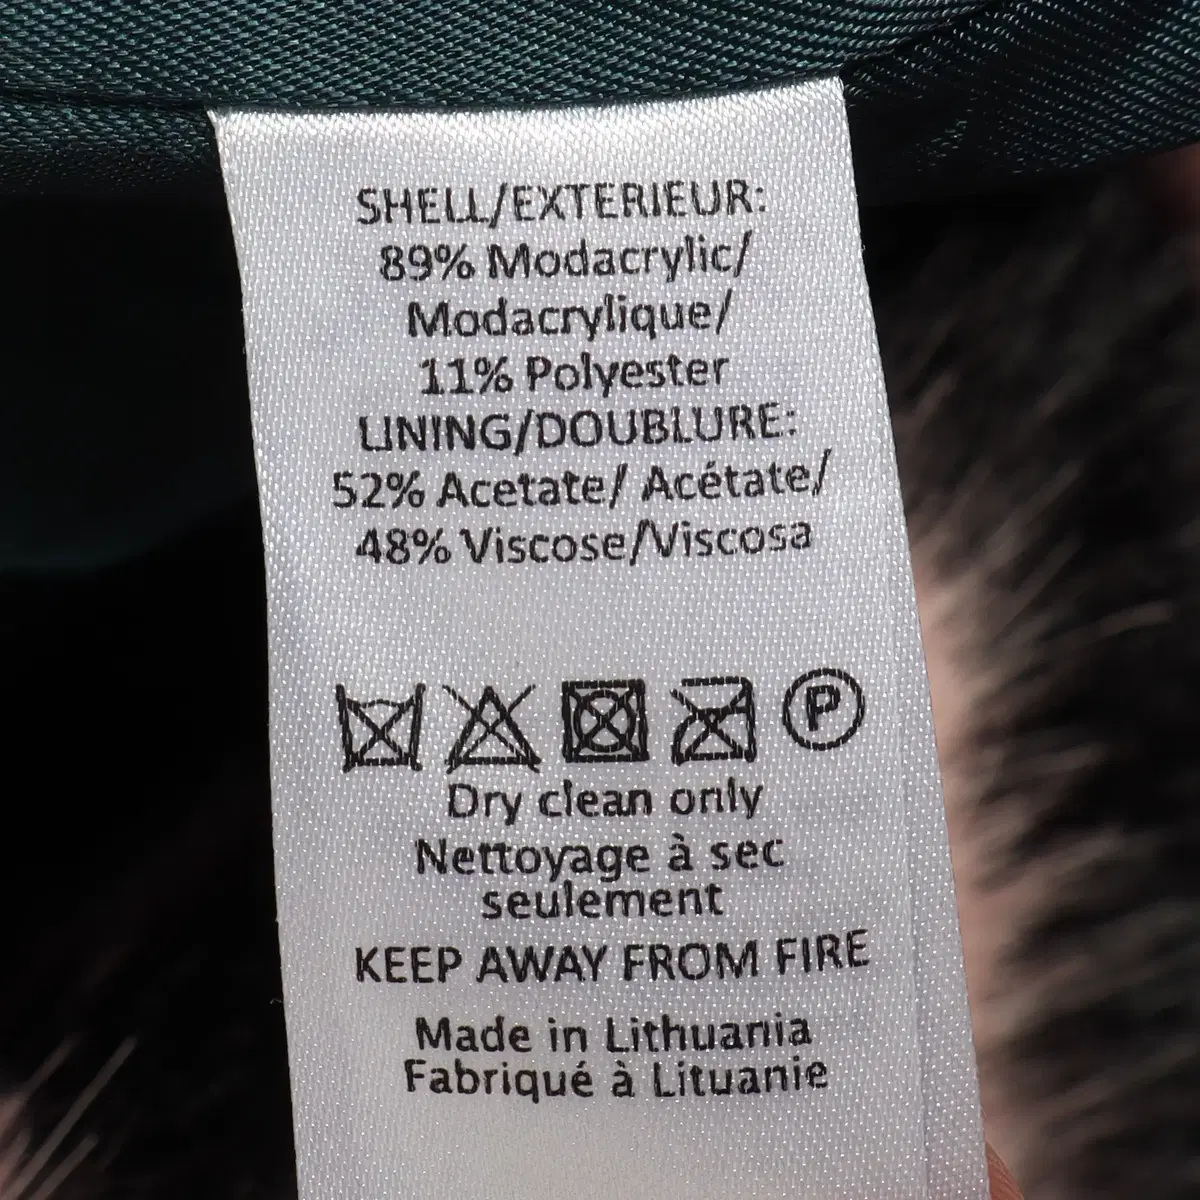 SHELL/EXTERIEUR:
89% Modacrylic/
Modacrylique/
11% Polyester
LINING/DOUBLURE:
52% Acetate/ Acétate/
48% Viscose/Viscosa
P
Dry clean only
Nettoyage à sec
seulement
KEEP AWAY FROM FIRE
Made in Lithuania
Fabriqué à Lituanie